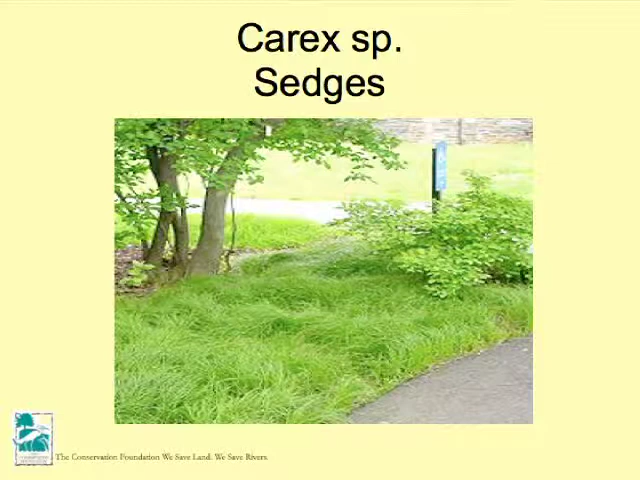 Carex sp.
Sedges
The Conservation Foundation We Save Land. We Save Rivers.